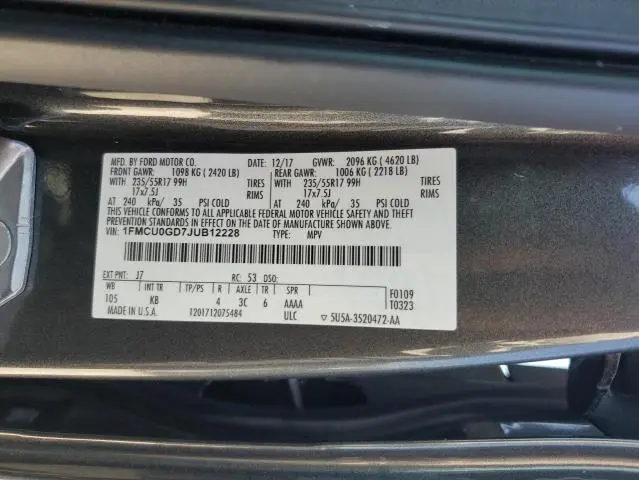 MFD. BY FORD MOTOR CO. 12/17 GVWR: 2096 KG ( 4620 LB)
FRONT GAWR: 1098 KG ( 2420 LB) REAR GAWR: 1006 KG ( 2218 LB)
WITH 235/55R17 99H TIRES WITH 235/55R17 99H TIRES
17x7.5J RIMS 17x7.5J RIMS
AT 240 kPa/ 35 PSI COLD AT 240 kPa/ 35 PSI COLD
THIS VEHICLE CONFORMS TO ALL APPLICABLE FEDERAL MOTOR VEHICLE SAFETY AND THEFT PREVENTION STANDARDS IN EFFECT ON THE DATE OF MANUFACTURE SHOWN ABOVE.
VIN: 1FMCU0GD7JUB12228 TYPE: MPV
EXT PNT: J7 RC: 53 DSO:
WB INT TR TP/PS R AXLE TR SPR
105 KB 4 3C 6 AAAA
F0109
T0323
MADE IN U.S.A. 1201712075484 ULC ▽ 5U5A-3520472-AA